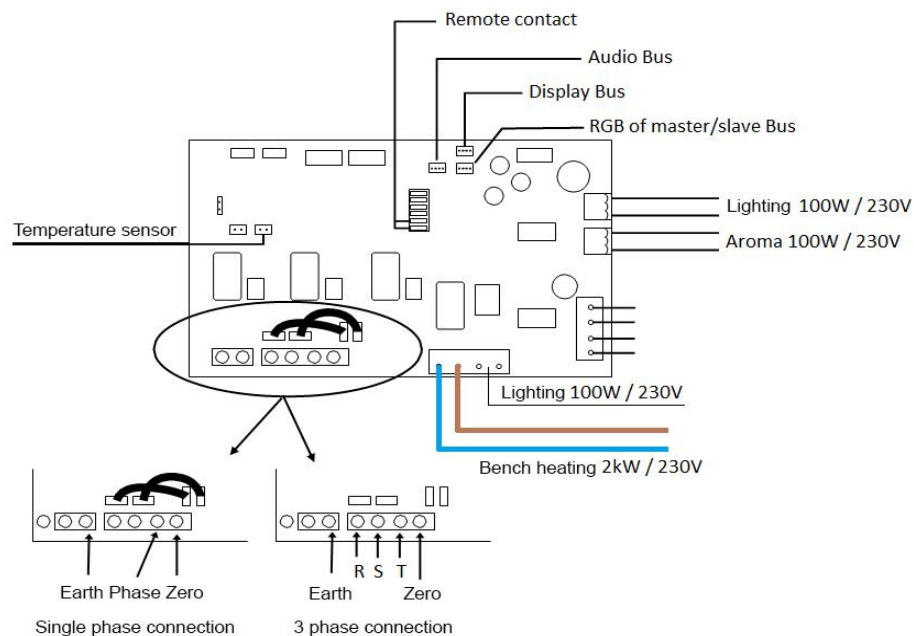 Remote contact
Audio Bus
Display Bus
RGB of master/slave Bus
Lighting 100W / 230V
Temperature sensor
Aroma 100W / 230V
Lighting 100W / 230V
Bench heating 2kW / 230V
R S T
Earth Phase Zero
Earth Zero
Single phase connection
3 phase connection